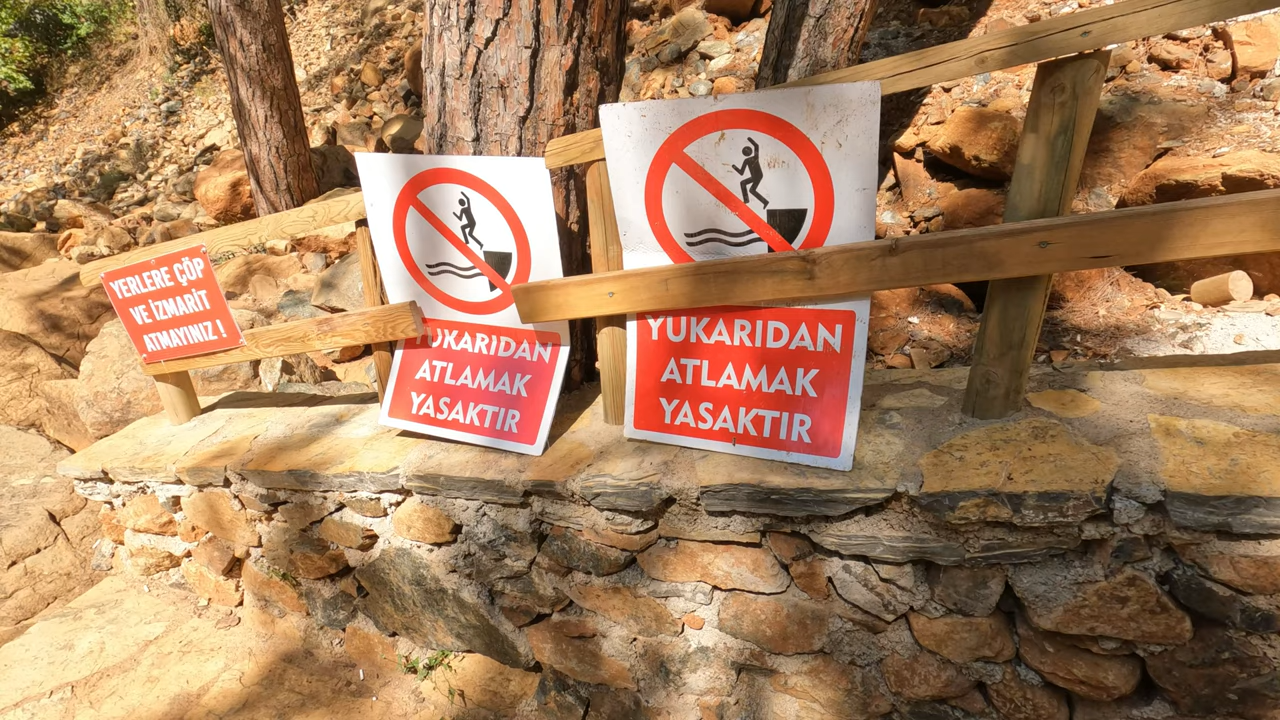 YERLERE ÇÖP
VE İZMARİT
ATMAYINIZ !
YUKARIDAN
ATLAMAK
YASAKTIR
YUKARIDAN
ATLAMAK
YASAKTIR